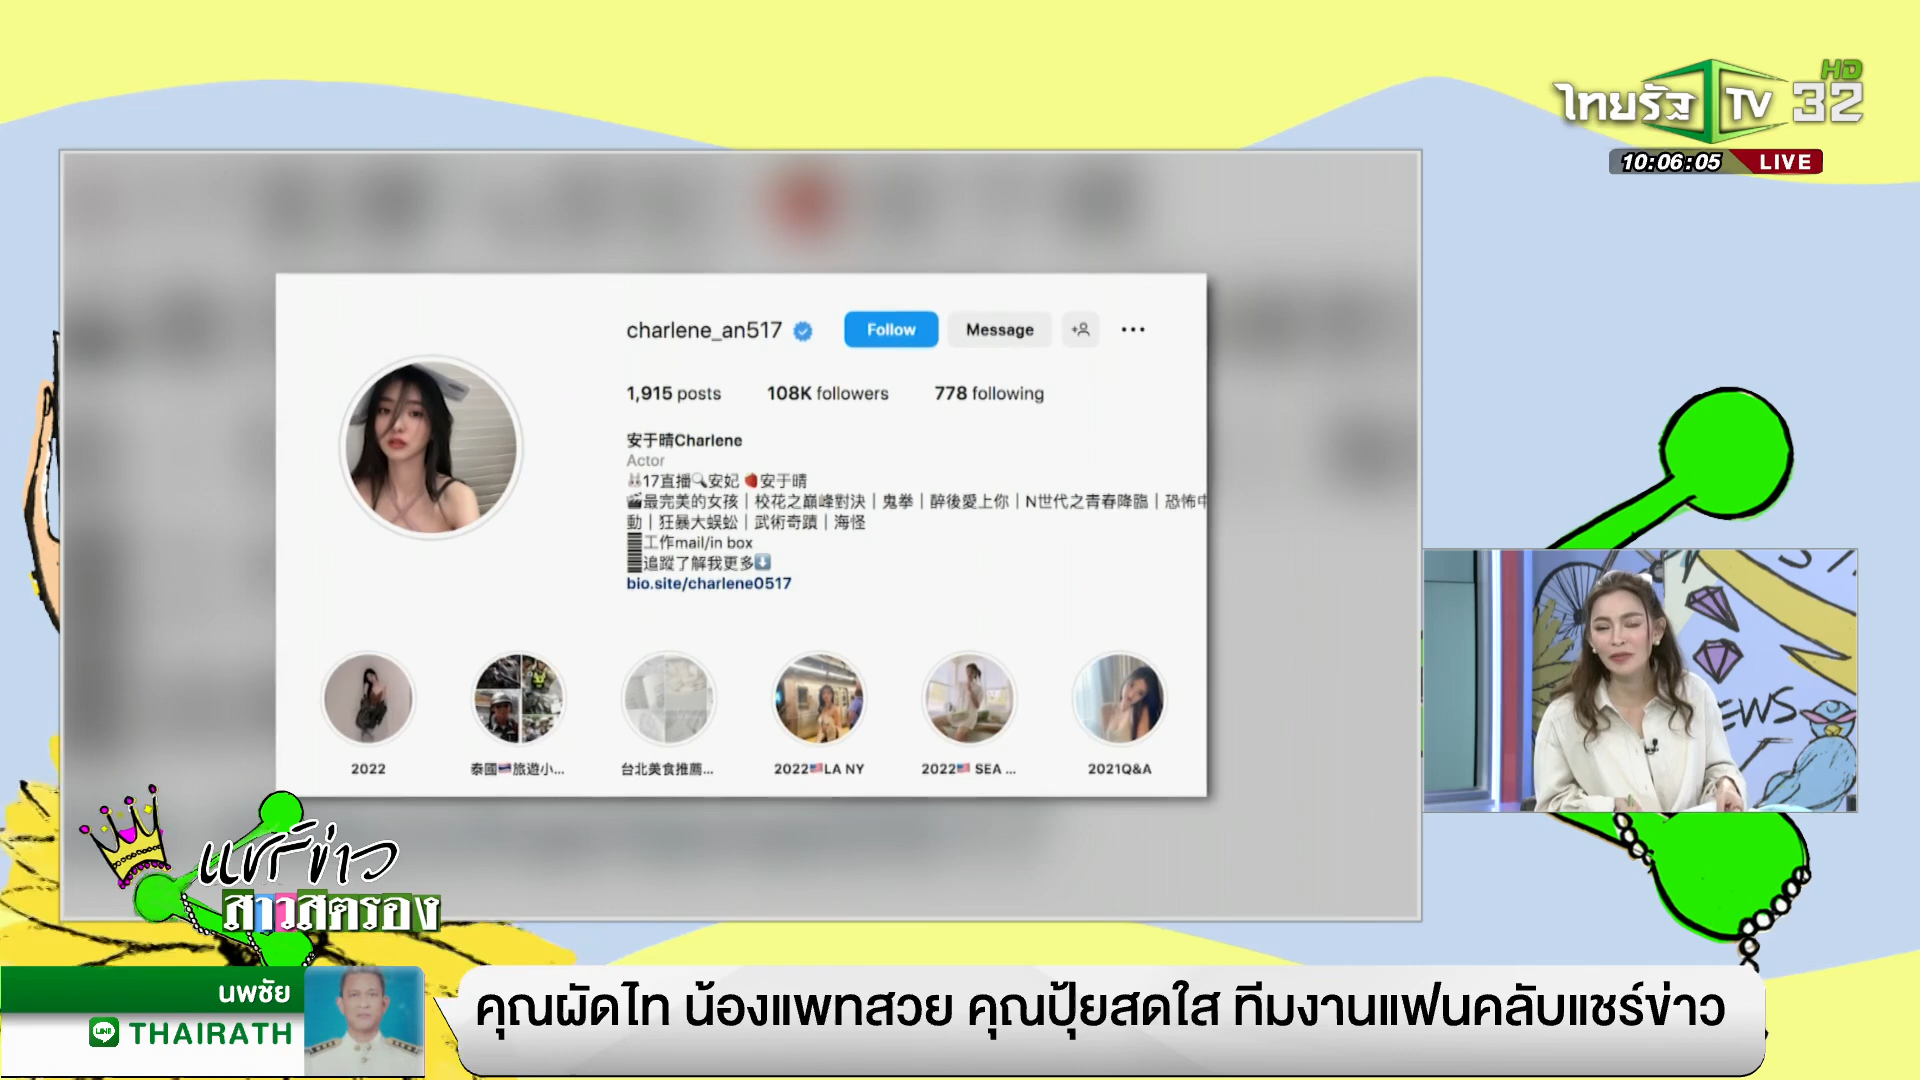 ไทยรัฐ TV HD 32
10:06:05 LIVE
charlene_an517 Follow Message
1,915 posts 108K followers 778 following
安于晴Charlene
Actor
17直播🔍安妃 🍓安于晴
🎬最完美的女孩｜校花之巔峰對決｜鬼拳｜醉後愛上你｜N世代之青春降臨｜恐怖
動｜狂暴大蜈蚣｜武術奇蹟｜海怪
工作mail/in box
追蹤了解我更多⬇️
bio.site/charlene0517
2022 泰國🇹🇭旅遊小... 台北美食推薦... 2022🇺🇸LA NY 2022🇺🇸 SEA ... 2021Q&A
NEWS
แชร์ข่าว
สาวสตรอง
นพชัย
LINE THAIRATH
คุณผัดไท น้องแพทสวย คุณปุ้ยสดใส ทีมงานแฟนคลับแชร์ข่าว